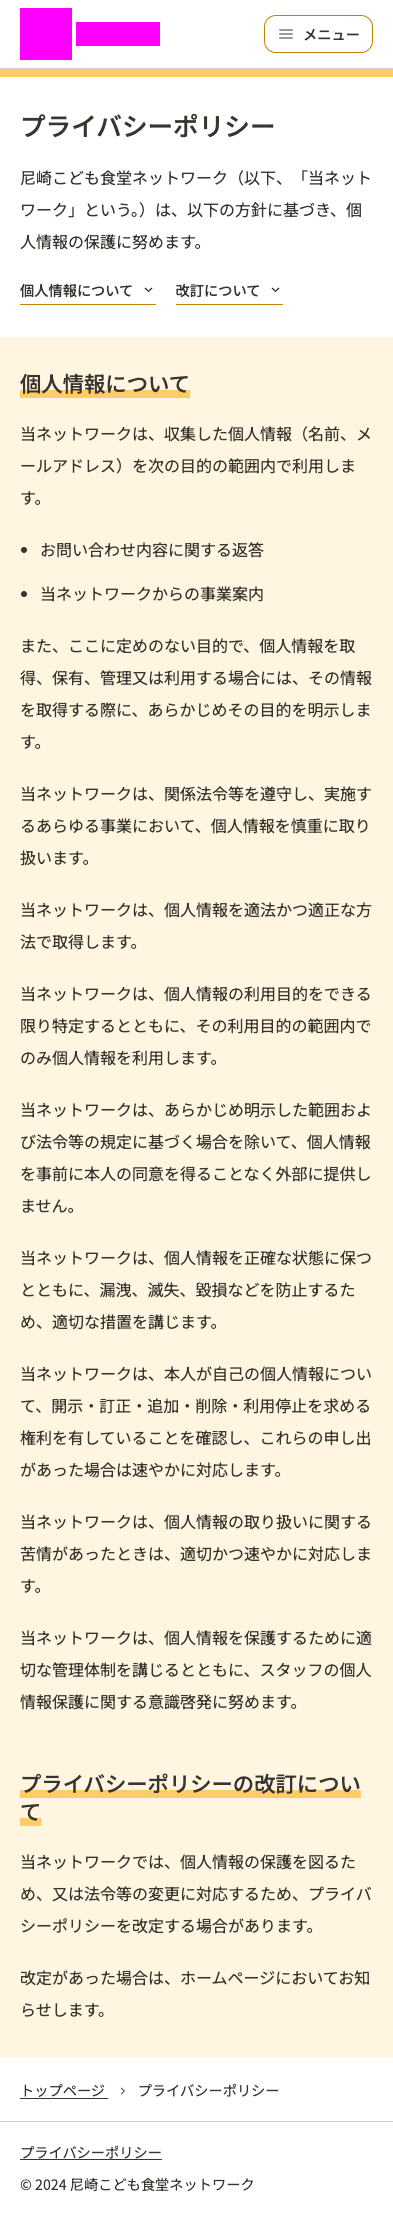 メニュー
プライバシーポリシー
尼崎こども食堂ネットワーク（以下、「当ネット
ワーク」という。）は、以下の方針に基づき、個
人情報の保護に努めます。
個人情報について 改訂について
個人情報について
当ネットワークは、収集した個人情報（名前、メ
ールアドレス）を次の目的の範囲内で利用しま
す。
• お問い合わせ内容に関する返答
• 当ネットワークからの事業案内
また、ここに定めのない目的で、個人情報を取
得、保有、管理又は利用する場合には、その情報
を取得する際に、あらかじめその目的を明示しま
す。
当ネットワークは、関係法令等を遵守し、実施す
るあらゆる事業において、個人情報を慎重に取り
扱います。
当ネットワークは、個人情報を適法かつ適正な方
法で取得します。
当ネットワークは、個人情報の利用目的をできる
限り特定するとともに、その利用目的の範囲内で
のみ個人情報を利用します。
当ネットワークは、あらかじめ明示した範囲およ
び法令等の規定に基づく場合を除いて、個人情報
を事前に本人の同意を得ることなく外部に提供し
ません。
当ネットワークは、個人情報を正確な状態に保つ
とともに、漏洩、滅失、毀損などを防止するた
め、適切な措置を講じます。
当ネットワークは、本人が自己の個人情報につい
て、開示・訂正・追加・削除・利用停止を求める
権利を有していることを確認し、これらの申し出
があった場合は速やかに対応します。
当ネットワークは、個人情報の取り扱いに関する
苦情があったときは、適切かつ速やかに対応しま
す。
当ネットワークは、個人情報を保護するために適
切な管理体制を講じるとともに、スタッフの個人
情報保護に関する意識啓発に努めます。
プライバシーポリシーの改訂につい
て
当ネットワークでは、個人情報の保護を図るた
め、又は法令等の変更に対応するため、プライバ
シーポリシーを改定する場合があります。
改定があった場合は、ホームページにおいてお知
らせします。
トップページ › プライバシーポリシー
プライバシーポリシー
© 2024 尼崎こども食堂ネットワーク